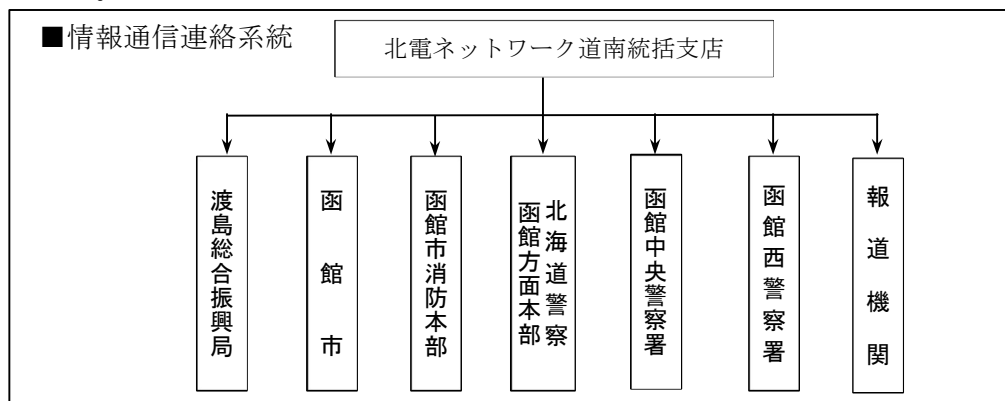 ■情報通信連絡系統
北電ネットワーク道南統括支店
渡島総合振興局
函館市
函館市消防本部
北海道警察
函館方面本部
函館中央警察署
函館西警察署
報道機関